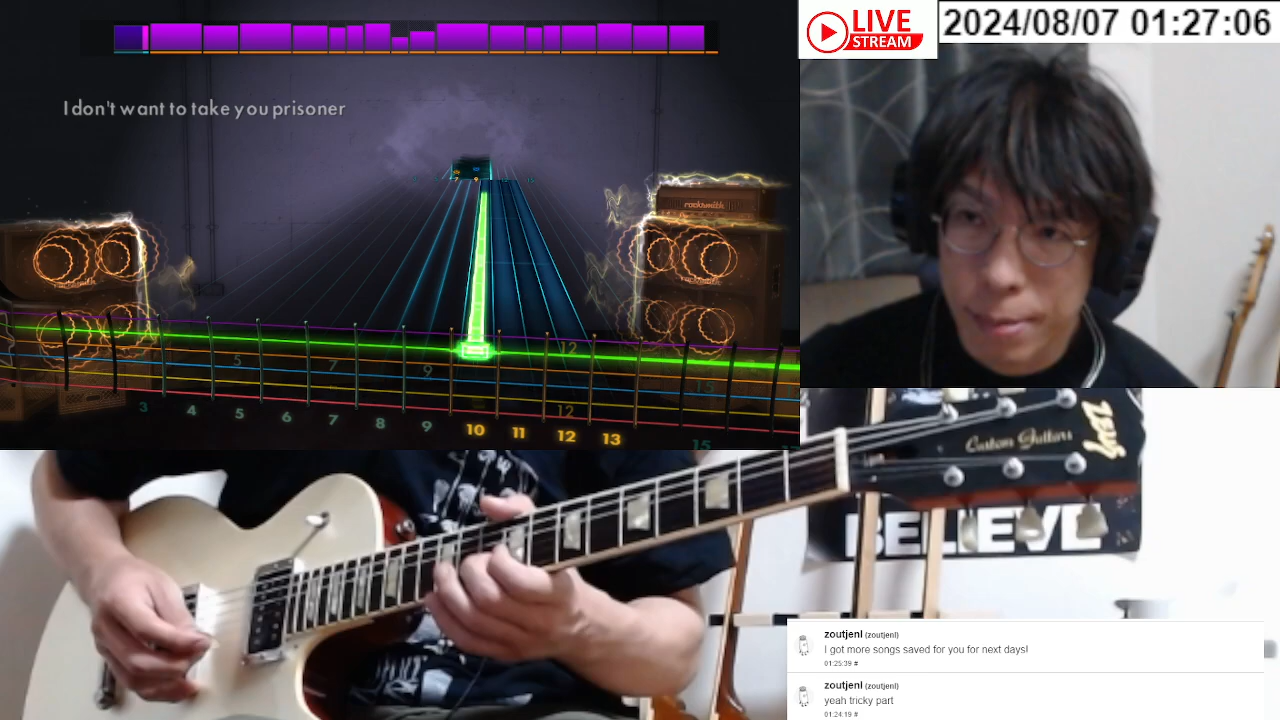 LIVE
STREAM
2024/08/07 01:27:06
I don't want to take you prisoner
rocksmith
5
7
9
12
15
12
3
4
5
6
7
8
9
10
11
12
13
15
Custom Guitars
BELIEVE
zoutjenl (zoutjenl)
I got more songs saved for you for next days!
01:25:39 #
zoutjenl (zoutjenl)
yeah tricky part
01:24:19 #